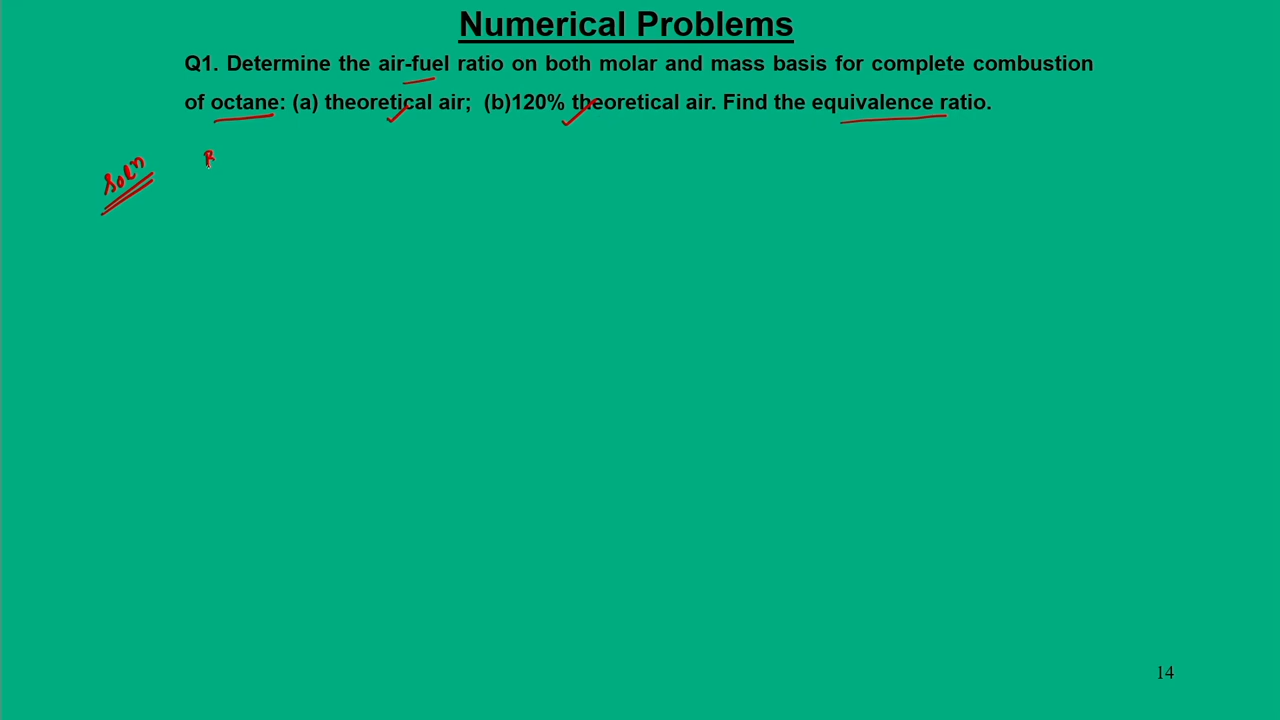 Numerical Problems
Q1. Determine the air-fuel ratio on both molar and mass basis for complete combustion
of octane: (a) theoretical air; (b)120% theoretical air. Find the equivalence ratio.
Soln
R
14